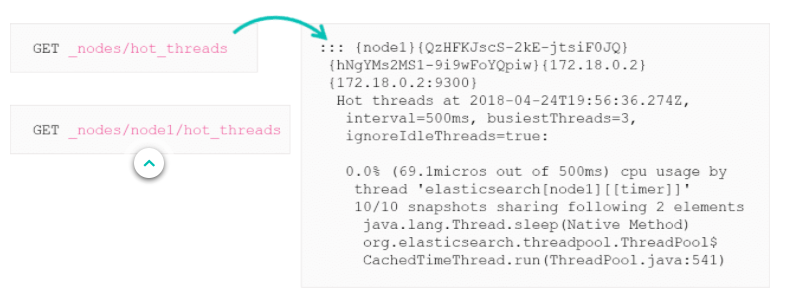 GET _nodes/hot_threads
GET _nodes/node1/hot_threads
::: {node1}{QzHFKJscS-2kE-jtsiF0JQ}
{hNgYMs2MS1-9i9wFoYQpiw}{172.18.0.2}
{172.18.0.2:9300}
Hot threads at 2018-04-24T19:56:36.274Z,
interval=500ms, busiestThreads=3,
ignoreIdleThreads=true:
0.0% (69.1micros out of 500ms) cpu usage by
thread 'elasticsearch[node1][[timer]]'
10/10 snapshots sharing following 2 elements
java.lang.Thread.sleep(Native Method)
org.elasticsearch.threadpool.ThreadPool$
CachedTimeThread.run(ThreadPool.java:541)